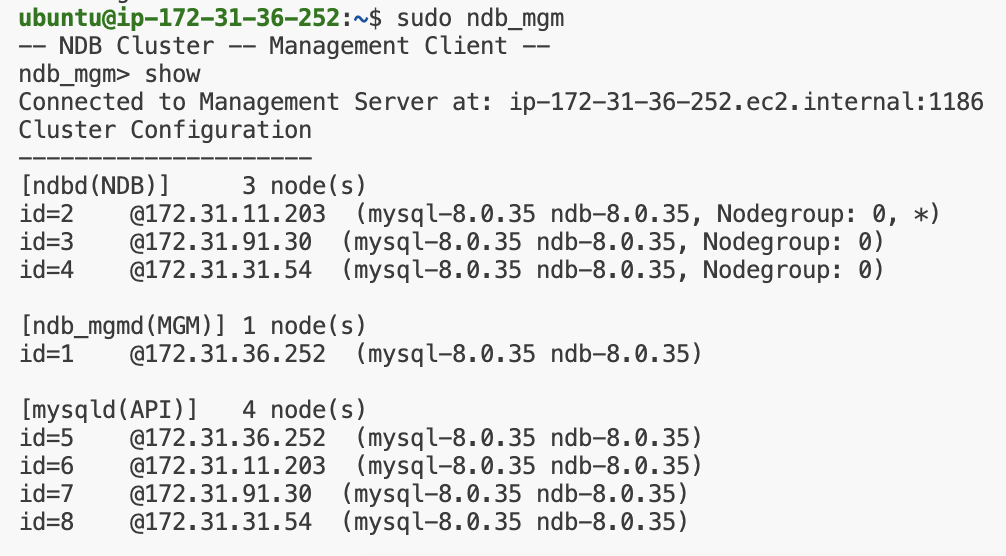 ubuntu@ip-172-31-36-252:~$ sudo ndb_mgm
-- NDB Cluster -- Management Client --
ndb_mgm> show
Connected to Management Server at: ip-172-31-36-252.ec2.internal:1186
Cluster Configuration
---------------------
[ndbd(NDB)]     3 node(s)
id=2    @172.31.11.203  (mysql-8.0.35 ndb-8.0.35, Nodegroup: 0, *)
id=3    @172.31.91.30  (mysql-8.0.35 ndb-8.0.35, Nodegroup: 0)
id=4    @172.31.31.54  (mysql-8.0.35 ndb-8.0.35, Nodegroup: 0)

[ndb_mgmd(MGM)] 1 node(s)
id=1    @172.31.36.252  (mysql-8.0.35 ndb-8.0.35)

[mysqld(API)]   4 node(s)
id=5    @172.31.36.252  (mysql-8.0.35 ndb-8.0.35)
id=6    @172.31.11.203  (mysql-8.0.35 ndb-8.0.35)
id=7    @172.31.91.30  (mysql-8.0.35 ndb-8.0.35)
id=8    @172.31.31.54  (mysql-8.0.35 ndb-8.0.35)